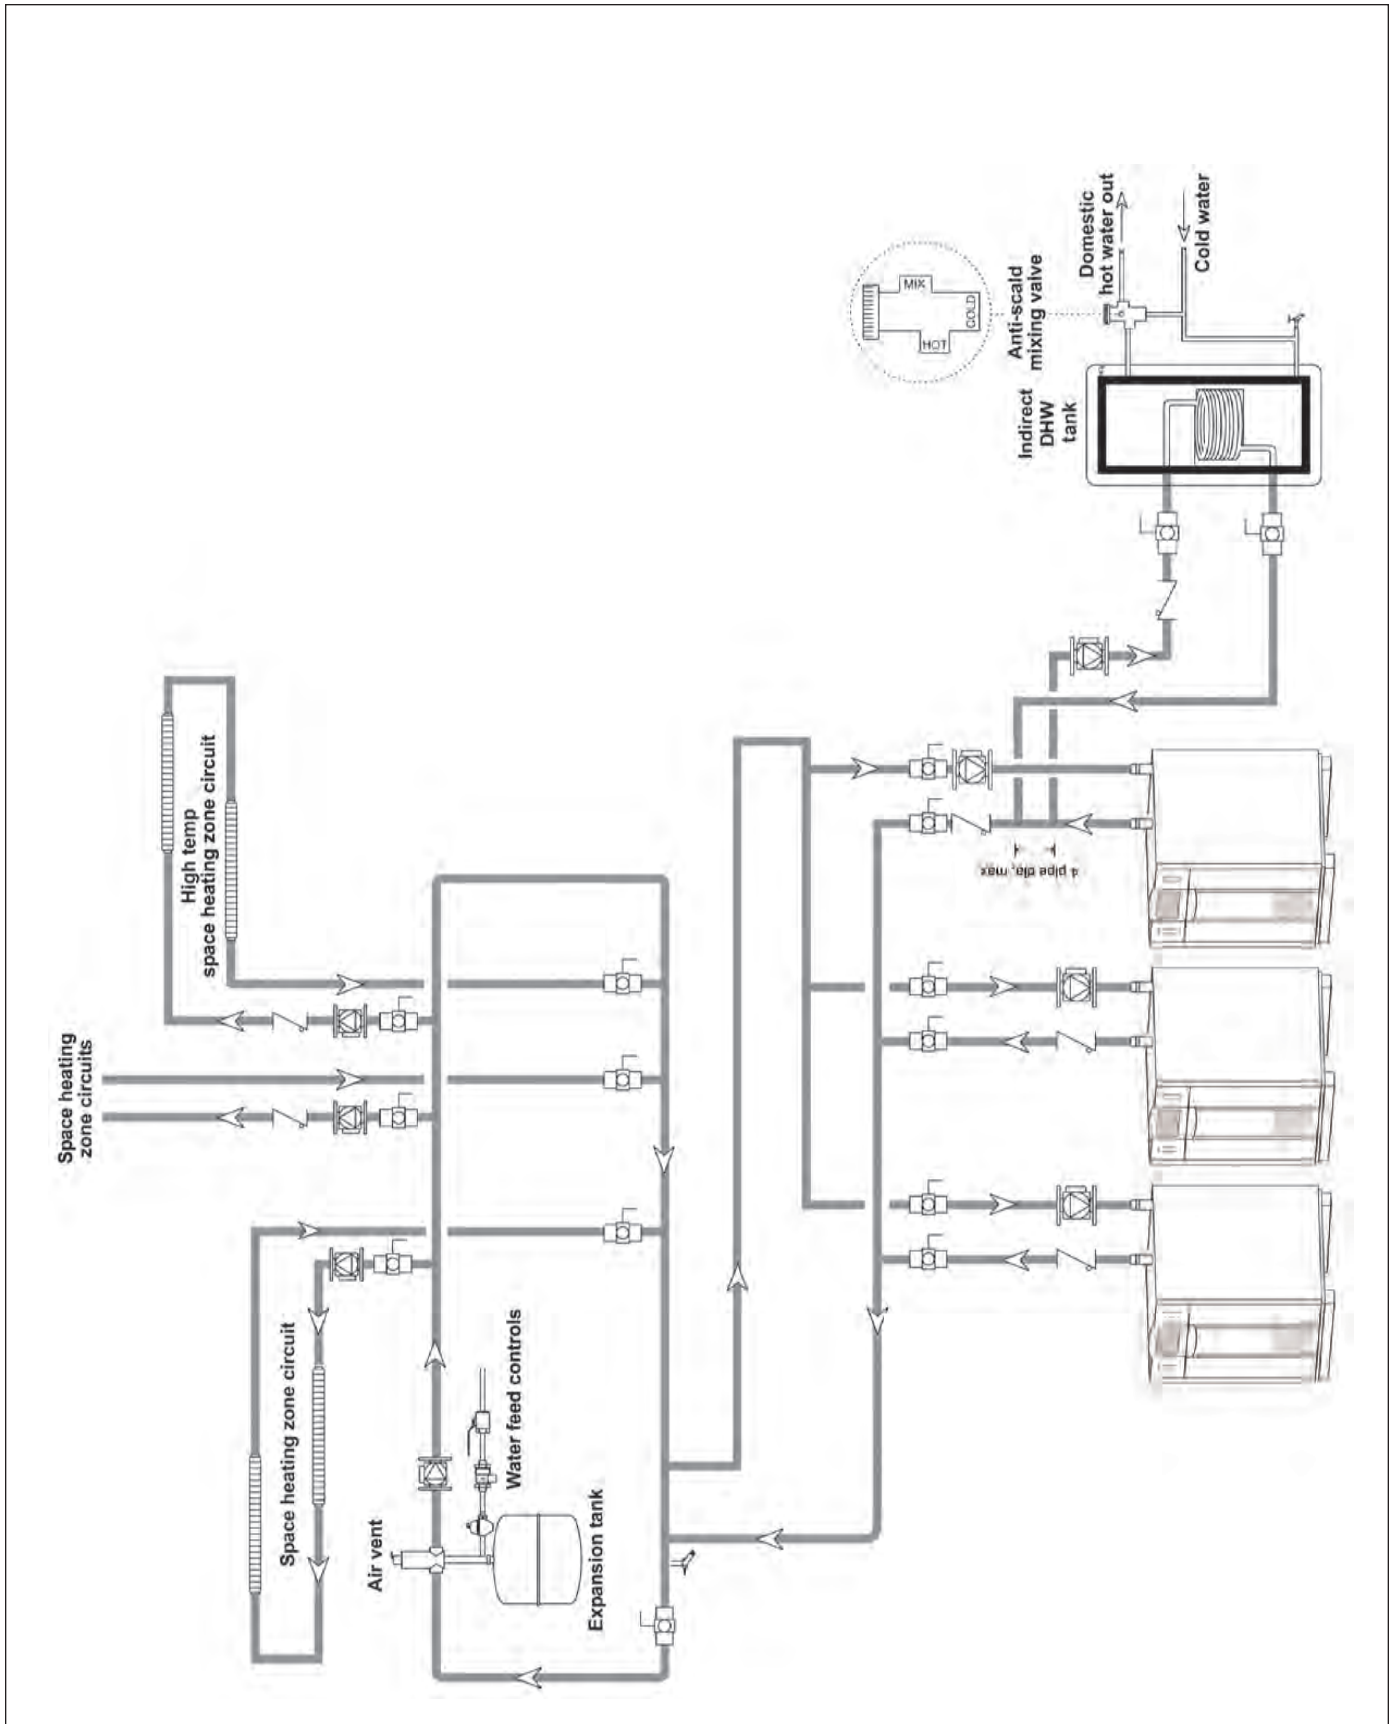 Space heating
zone circuits
High temp
space heating zone circuit
Space heating zone circuit
Air vent
Water feed controls
Expansion tank
MIX
HOT
COLD
Anti-scald
mixing valve
Domestic
hot water out
Cold water
Indirect
DHW
tank
4 pipe dia, max